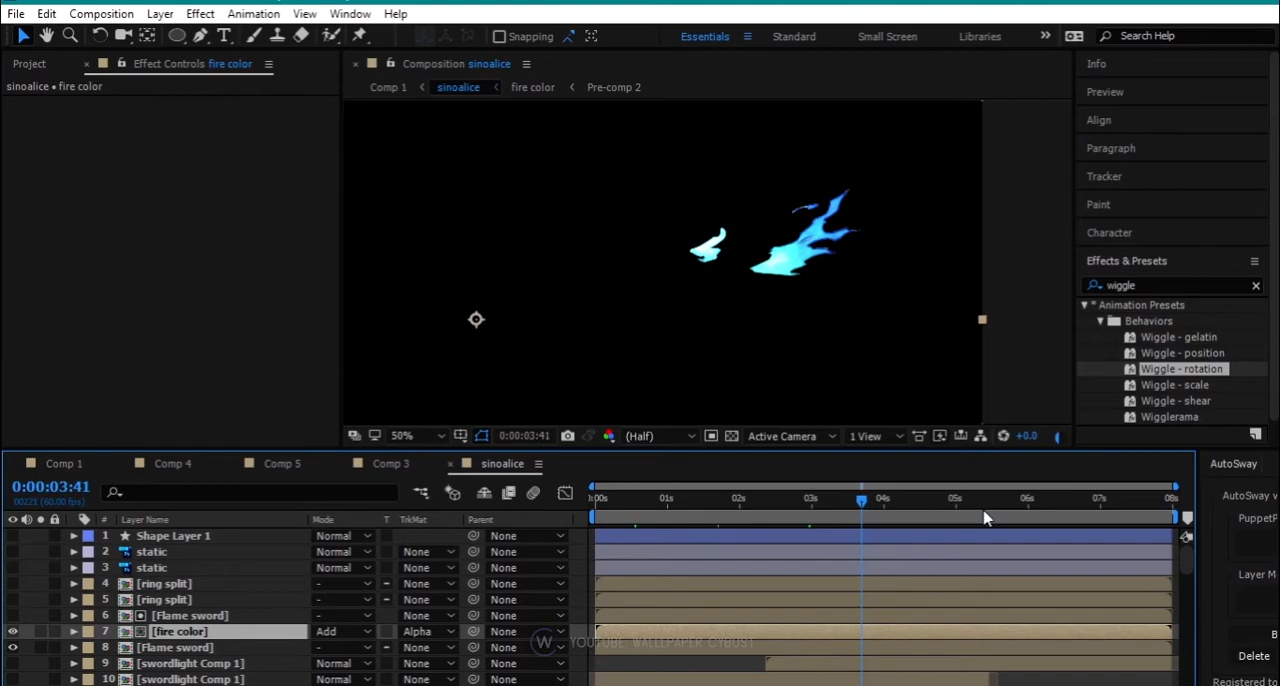 File Edit Composition Layer Effect Animation View Window Help
Snapping Essentials Standard Small Screen Libraries Search Help
Project Effect Controls fire color Composition sinoalice Info
sinoalice • fire color Comp 1 sinoalice fire color Pre-comp 2
Preview
Align
Paragraph
Tracker
Paint
Character
Effects & Presets
wiggle
* Animation Presets
Behaviors
Wiggle - gelatin
Wiggle - position
Wiggle - rotation
Wiggle - scale
Wiggle - shear
Wigglerama
50% 0:00:03:41 (Half) Active Camera 1 View +0.0
Comp 1 Comp 4 Comp 5 Comp 3 sinoalice AutoSway
0:00:03:41
00221 (60.00 fps)
:00s 01s 02s 03s 04s 05s 06s 07s 08s
AutoSway v
# Layer Name Mode T TrkMat Parent
PuppetP
1 Shape Layer 1 Normal None
2 static Normal None None
3 static Normal None None
4 [ring split] - None None
Layer M
5 [ring split] - None None
6 [Flame sword] - None None
7 [fire color] Add Alpha None
B
W YOUTUBE: WALLPAPER CYBUST
8 [Flame sword] - None None
Delete
9 [swordlight Comp 1] Normal None None
10 [swordlight Comp 1] Normal None None
Registered to